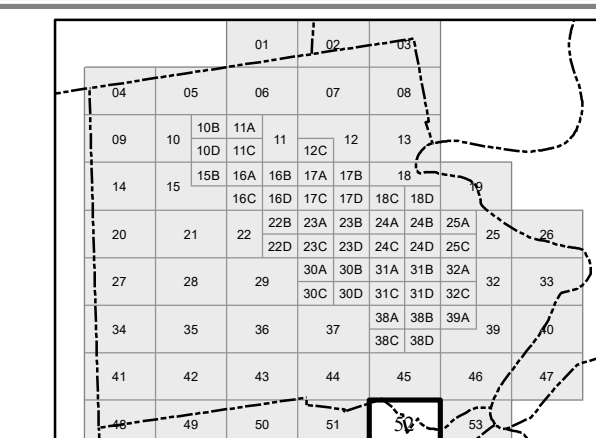 01 02 03
04 05 06 07 08
10B 11A
09 10 11 12 13
10D 11C 12C
15B 16A 16B 17A 17B 18
14 15 19
16C 16D 17C 17D 18C 18D
22B 23A 23B 24A 24B 25A
20 21 22 25 26
22D 23C 23D 24C 24D 25C
30A 30B 31A 31B 32A
27 28 29 32 33
30C 30D 31C 31D 32C
38A 38B 39A
34 35 36 37 39 40
38C 38D
41 42 43 44 45 46 47
48 49 50 51 52 53